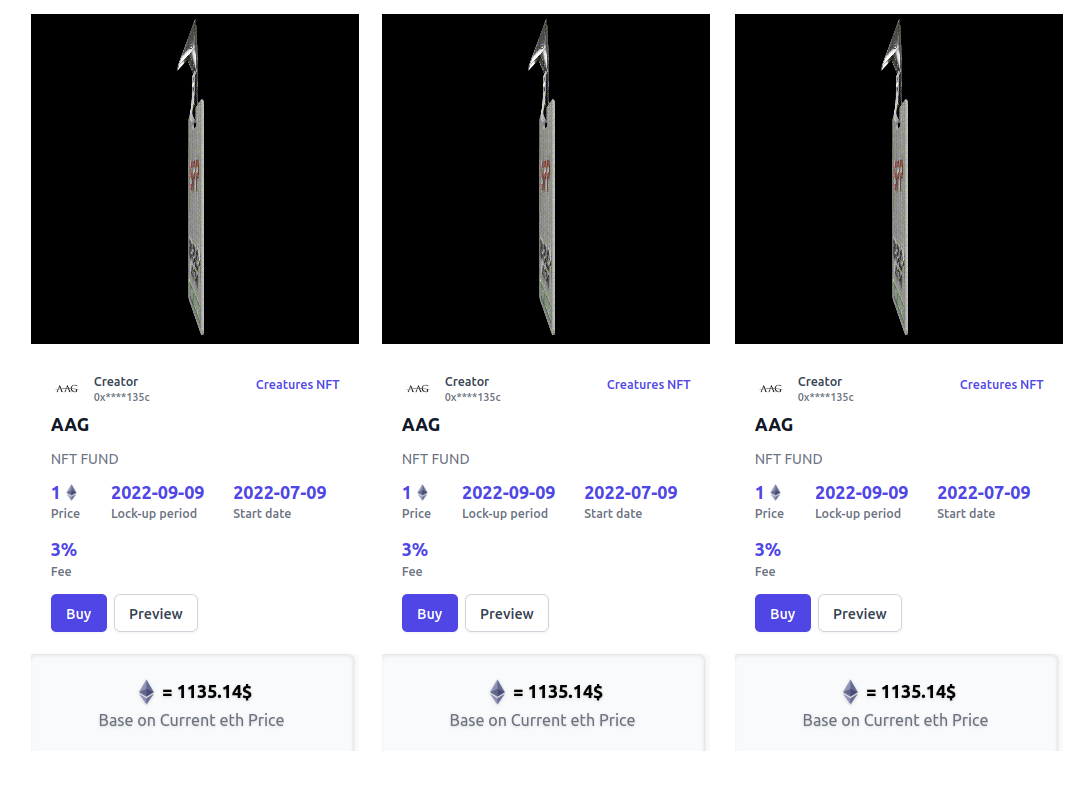 AAG Creator Creatures NFT
0x****135c
AAG
NFT FUND
1 2022-09-09 2022-07-09
Price Lock-up period Start date
3%
Fee
Buy Preview
= 1135.14$
Base on Current eth Price
AAG Creator Creatures NFT
0x****135c
AAG
NFT FUND
1 2022-09-09 2022-07-09
Price Lock-up period Start date
3%
Fee
Buy Preview
= 1135.14$
Base on Current eth Price
AAG Creator Creatures NFT
0x****135c
AAG
NFT FUND
1 2022-09-09 2022-07-09
Price Lock-up period Start date
3%
Fee
Buy Preview
= 1135.14$
Base on Current eth Price